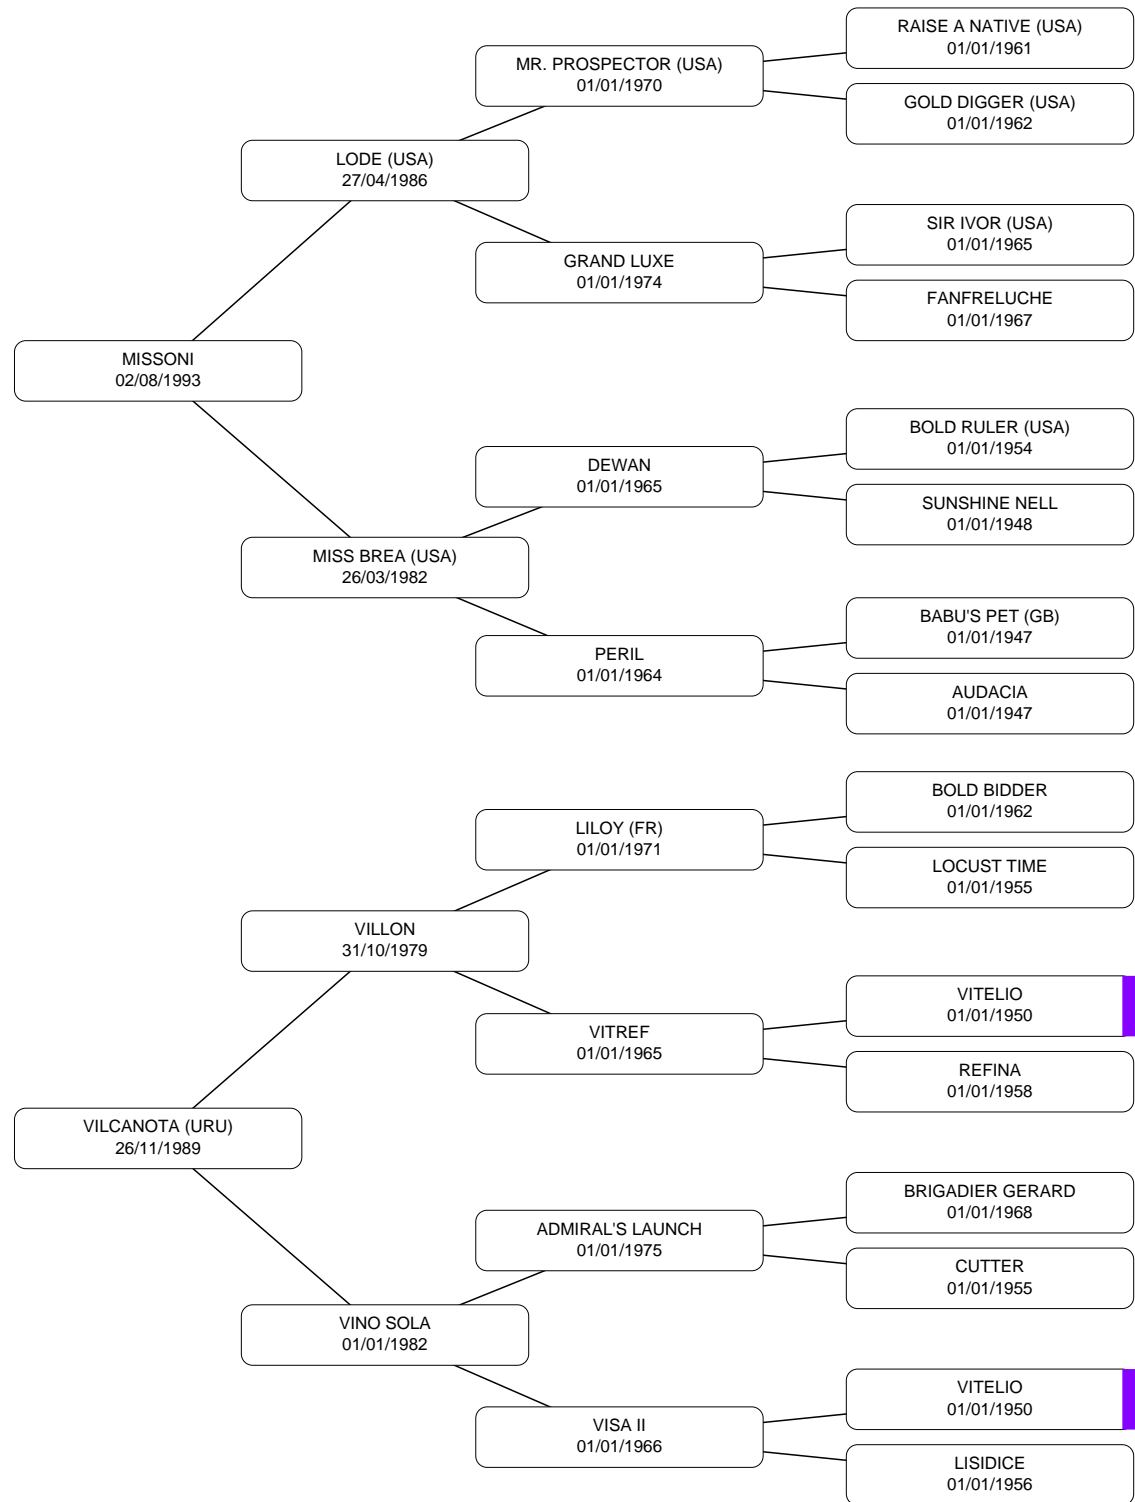 RAISE A NATIVE (USA)
01/01/1961
MR. PROSPECTOR (USA)
01/01/1970
GOLD DIGGER (USA)
01/01/1962
LODE (USA)
27/04/1986
SIR IVOR (USA)
01/01/1965
GRAND LUXE
01/01/1974
FANFRELUCHE
01/01/1967
MISSONI
02/08/1993
BOLD RULER (USA)
01/01/1954
DEWAN
01/01/1965
SUNSHINE NELL
01/01/1948
MISS BREA (USA)
26/03/1982
BABU'S PET (GB)
01/01/1947
PERIL
01/01/1964
AUDACIA
01/01/1947
BOLD BIDDER
01/01/1962
LILOY (FR)
01/01/1971
LOCUST TIME
01/01/1955
VILLON
31/10/1979
VITELIO
01/01/1950
VITREF
01/01/1965
REFINA
01/01/1958
VILCANOTA (URU)
26/11/1989
BRIGADIER GERARD
01/01/1968
ADMIRAL'S LAUNCH
01/01/1975
CUTTER
01/01/1955
VINO SOLA
01/01/1982
VITELIO
01/01/1950
VISA II
01/01/1966
LISIDICE
01/01/1956